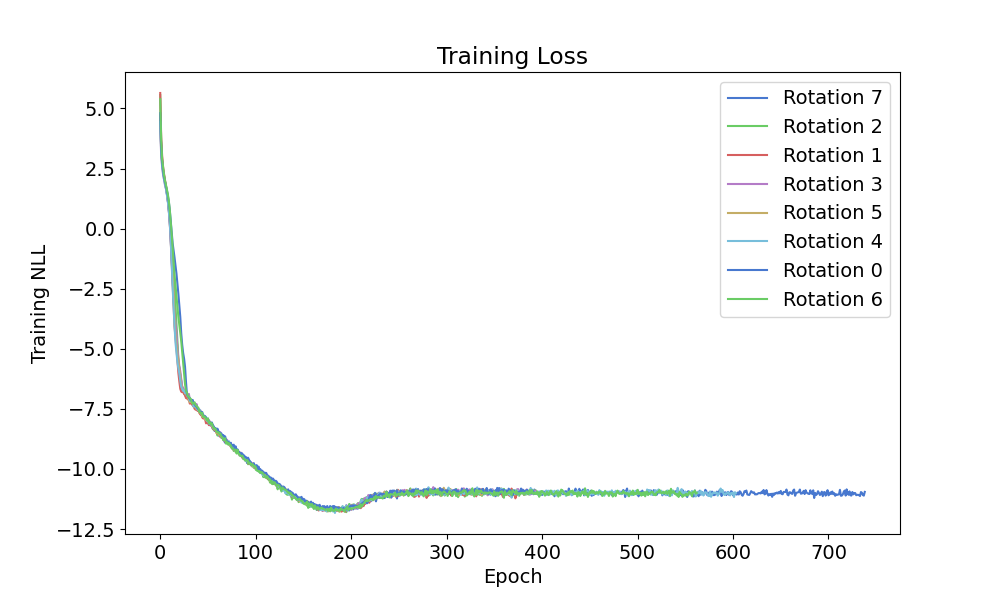 Training Loss
Training NLL
5.0
2.5
0.0
−2.5
−5.0
−7.5
−10.0
−12.5
Rotation 7
Rotation 2
Rotation 1
Rotation 3
Rotation 5
Rotation 4
Rotation 0
Rotation 6
0 100 200 300 400 500 600 700
Epoch